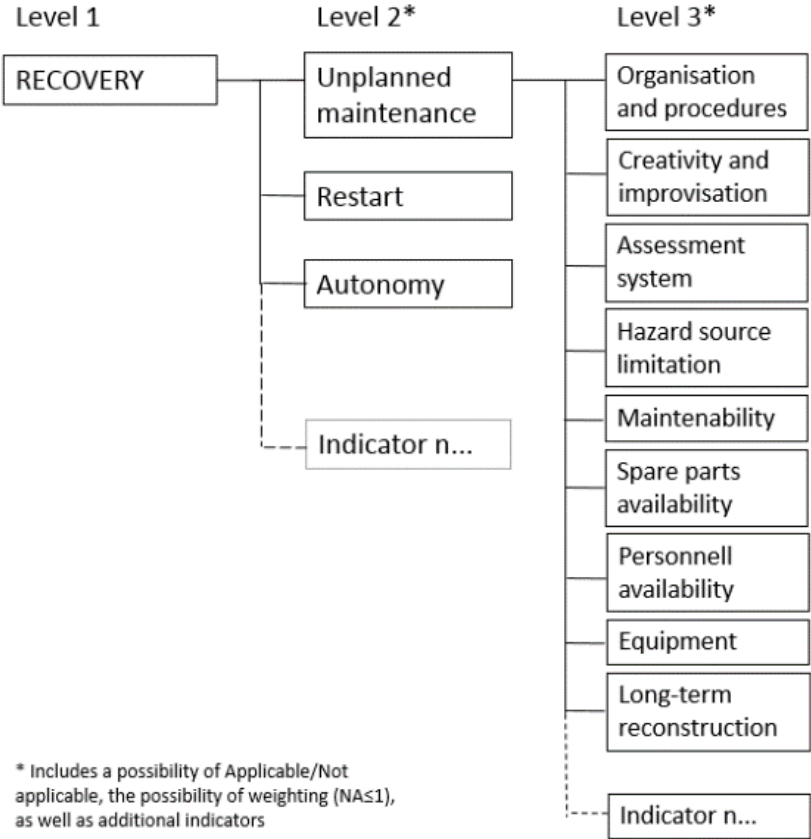 Level 1
Level 2*
Level 3*
RECOVERY
Unplanned
maintenance
Restart
Autonomy
Indicator n...
Organisation
and procedures
Creativity and
improvisation
Assessment
system
Hazard source
limitation
Maintenability
Spare parts
availability
Personnell
availability
Equipment
Long-term
reconstruction
Indicator n...
* Includes a possibility of Applicable/Not
applicable, the possibility of weighting (NA≤1),
as well as additional indicators